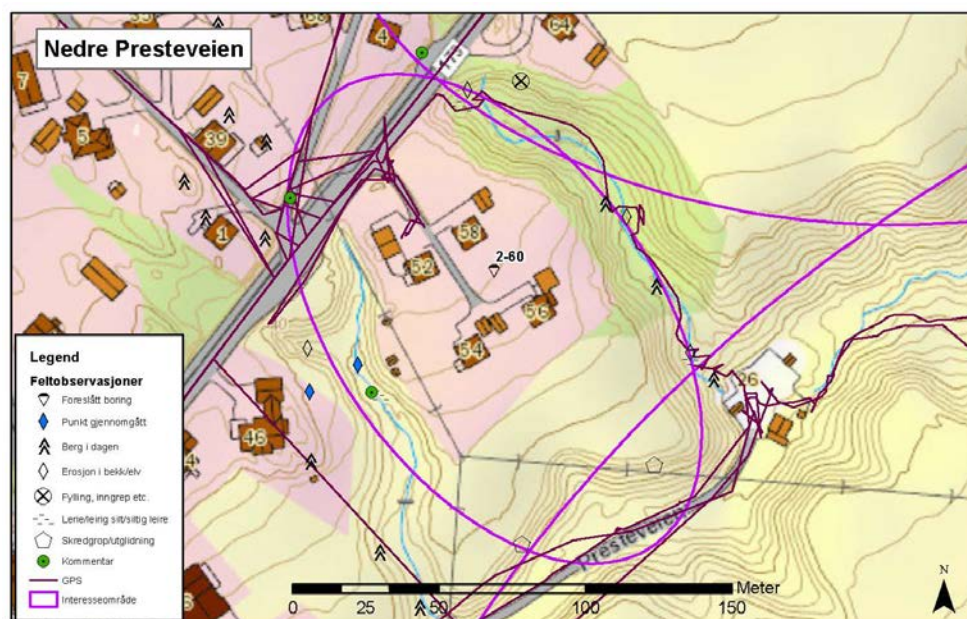 Nedre Presteveien
35
68
4
64
7
5
39
1
58
52
2-60
56
54
46
26
Presteveien
Legend
Feltobservasjoner
Foreslått boring
Punkt gjennomgått
Berg i dagen
Erosjon i bekk/elv
Fylling, inngrep etc.
Leire/leirig silt/siltig leire
Skredgrop/utglidning
Kommentar
GPS
Interesseområde
Meter
0 25 50 100 150
N